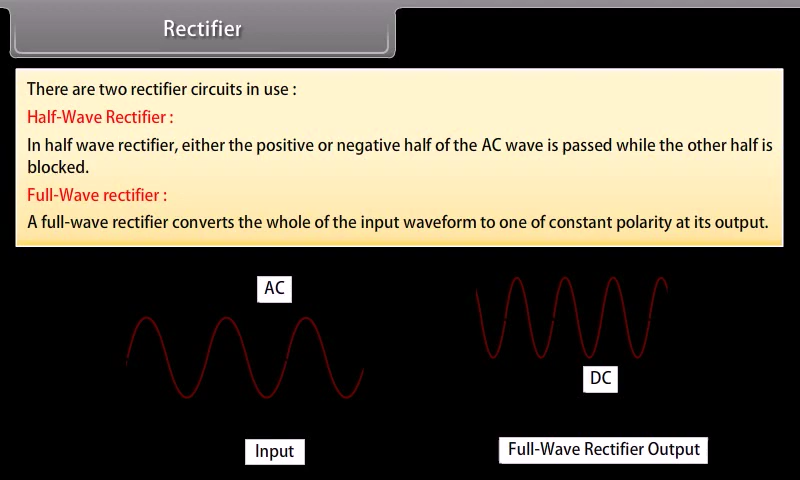 Rectifier
There are two rectifier circuits in use :
Half-Wave Rectifier :
In half wave rectifier, either the positive or negative half of the AC wave is passed while the other half is
blocked.
Full-Wave rectifier :
A full-wave rectifier converts the whole of the input waveform to one of constant polarity at its output.
AC
DC
Input
Full-Wave Rectifier Output